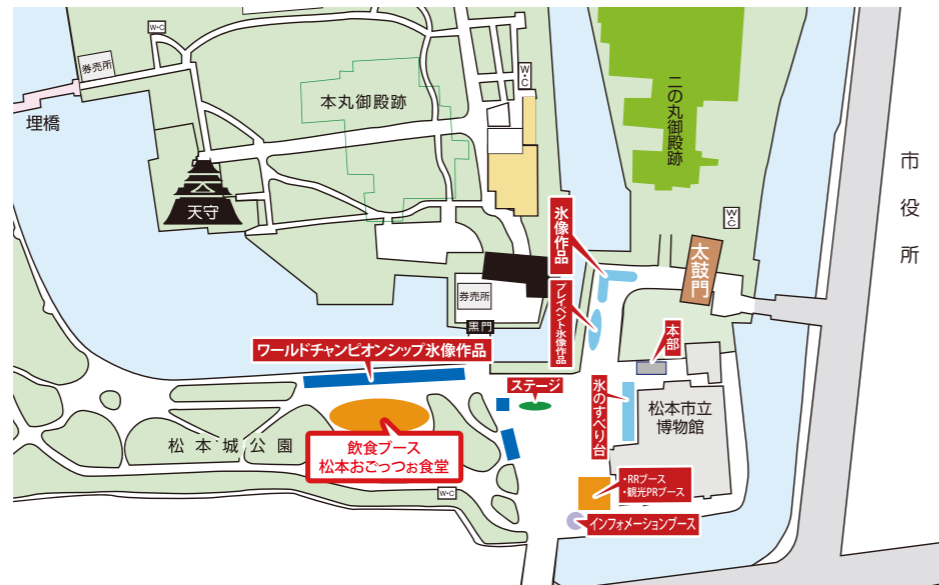 W・C
券売所
埋橋
本丸御殿跡
天守
W・C
二の丸御殿跡
市役所
W・C
太鼓門
氷像作品
プレイベント氷像作品
券売所
黒門
本部
ワールドチャンピオンシップ氷像作品
ステージ
氷のすべり台
松本市立
博物館
松本城公園
飲食ブース
松本おごっつぉ食堂
W・C
・RRブース
・観光PRブース
インフォメーションブース